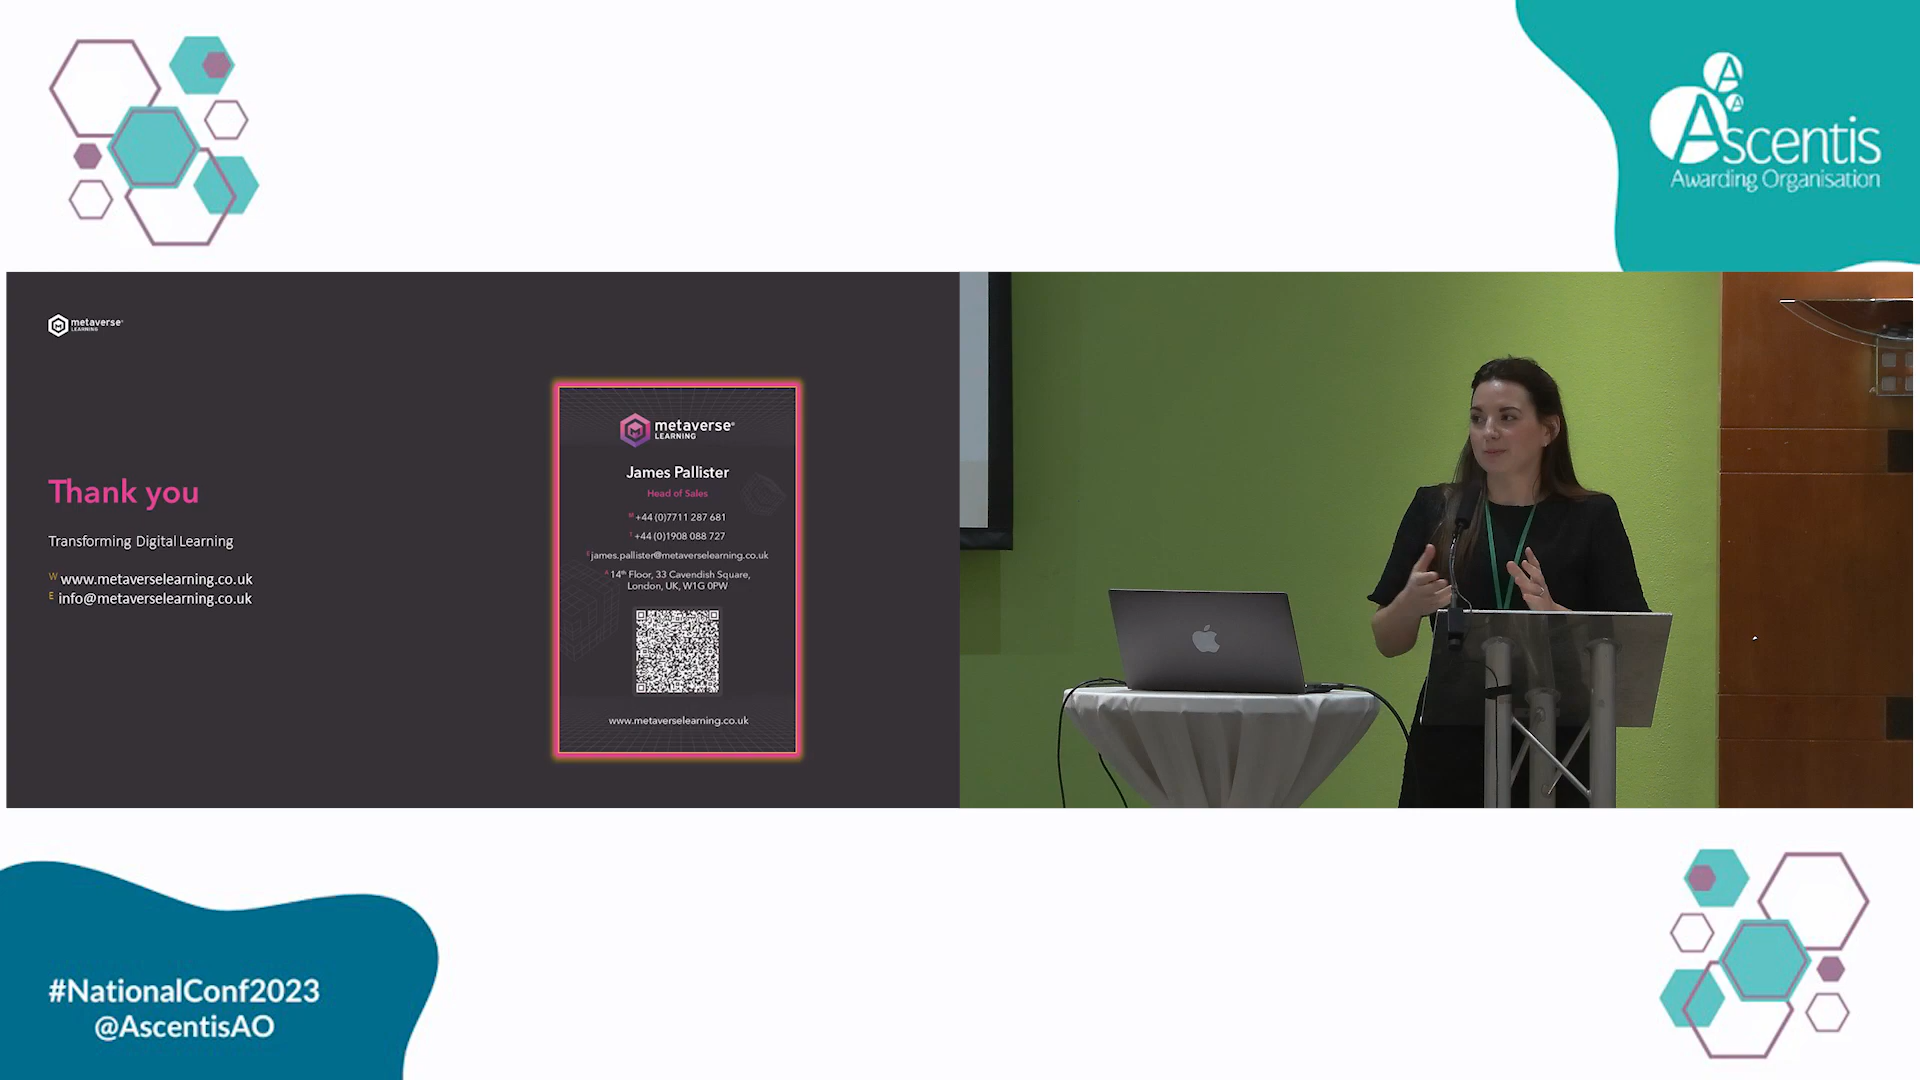 Ascentis
Awarding Organisation
metaverse
LEARNING
Thank you
Transforming Digital Learning
W www.metaverselearning.co.uk
E info@metaverselearning.co.uk
metaverse
LEARNING
James Pallister
Head of Sales
M +44 (0)7711 287 681
T +44 (0)1908 088 727
E james.pallister@metaverselearning.co.uk
A 14th Floor, 33 Cavendish Square,
London, UK, W1G 0PW
www.metaverselearning.co.uk
#NationalConf2023
@AscentisAO